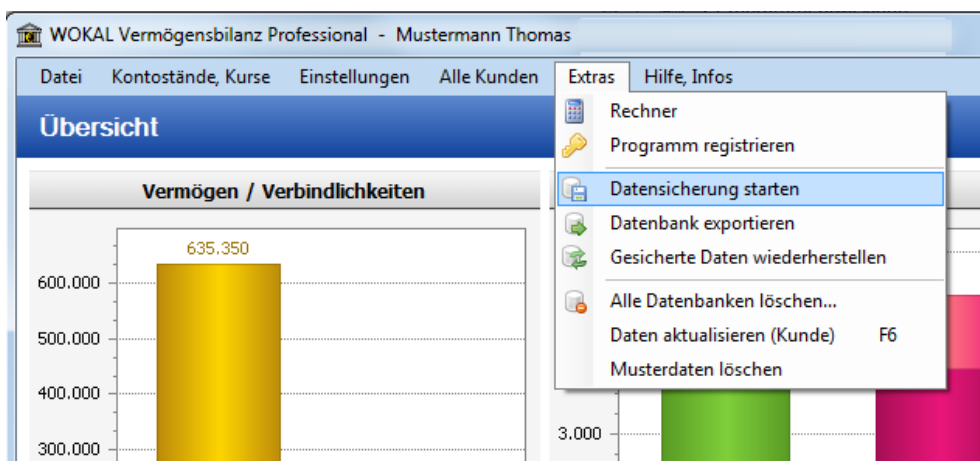 WOKAL Vermögensbilanz Professional - Mustermann Thomas
Datei Kontostände, Kurse Einstellungen Alle Kunden Extras Hilfe, Infos
Übersicht
Rechner
Programm registrieren
Datensicherung starten
Datenbank exportieren
Gesicherte Daten wiederherstellen
Alle Datenbanken löschen...
Daten aktualisieren (Kunde) F6
Musterdaten löschen
Vermögen / Verbindlichkeiten
635.350
600.000
500.000
400.000
300.000
3.000